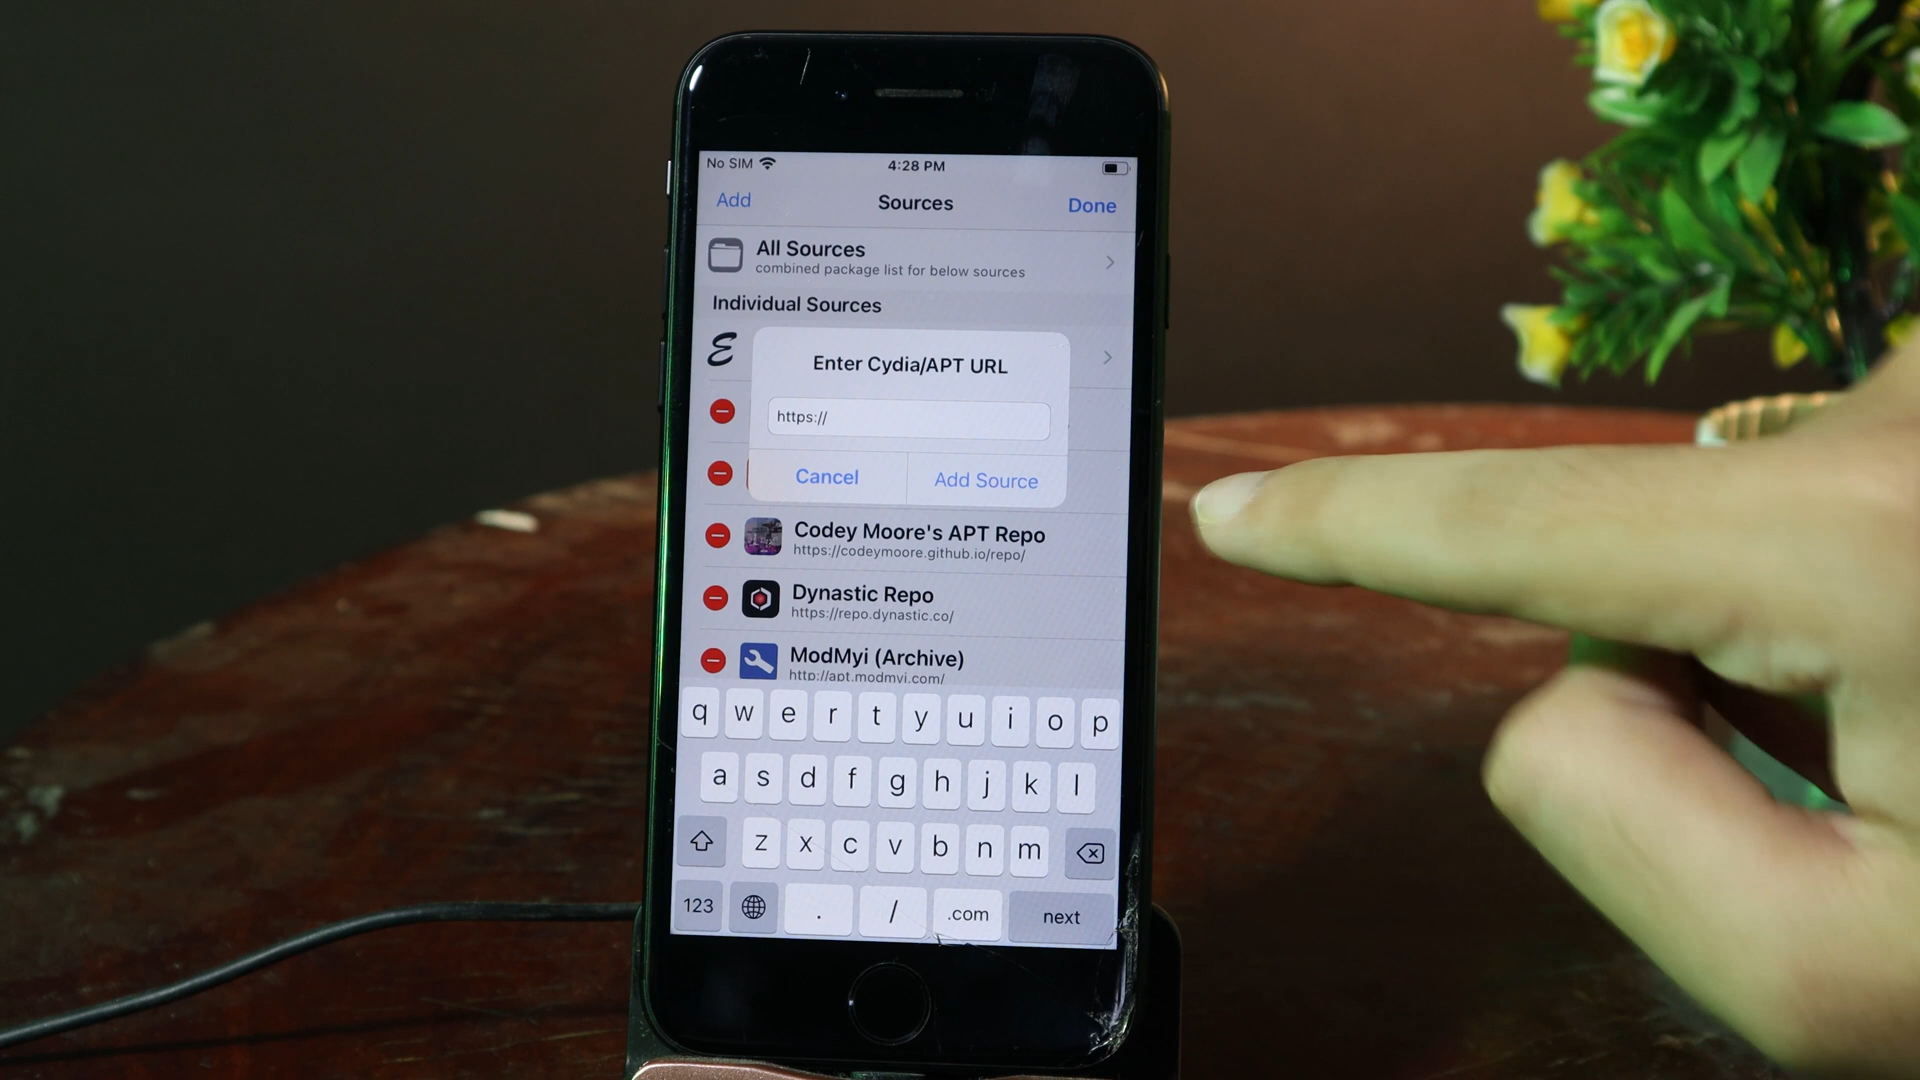 No SIM
4:28 PM
Add
Sources
Done
All Sources
combined package list for below sources
Individual Sources
Enter Cydia/APT URL
https://
Cancel
Add Source
Codey Moore's APT Repo
https://codeymoore.github.io/repo/
Dynastic Repo
https://repo.dynastic.co/
ModMyi (Archive)
http://apt.modmyi.com/
q w e r t y u i o p
a s d f g h j k l
z x c v b n m
123 . / .com next